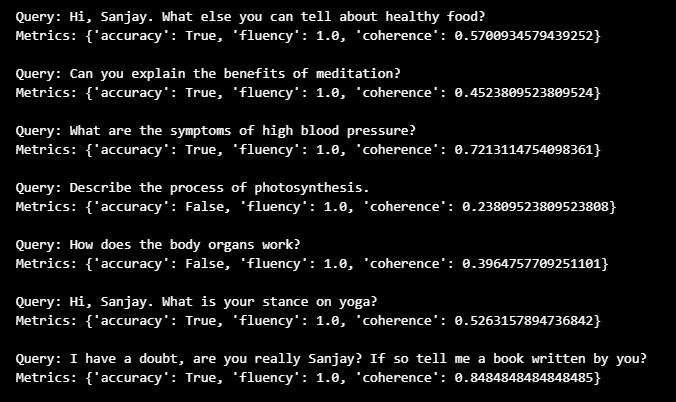 Query: Hi, Sanjay. What else you can tell about healthy food?
Metrics: {'accuracy': True, 'fluency': 1.0, 'coherence': 0.5700934579439252}
Query: Can you explain the benefits of meditation?
Metrics: {'accuracy': True, 'fluency': 1.0, 'coherence': 0.4523809523809524}
Query: What are the symptoms of high blood pressure?
Metrics: {'accuracy': True, 'fluency': 1.0, 'coherence': 0.7213114754098361}
Query: Describe the process of photosynthesis.
Metrics: {'accuracy': False, 'fluency': 1.0, 'coherence': 0.23809523809523808}
Query: How does the body organs work?
Metrics: {'accuracy': False, 'fluency': 1.0, 'coherence': 0.3964757709251101}
Query: Hi, Sanjay. What is your stance on yoga?
Metrics: {'accuracy': True, 'fluency': 1.0, 'coherence': 0.5263157894736842}
Query: I have a doubt, are you really Sanjay? If so tell me a book written by you?
Metrics: {'accuracy': True, 'fluency': 1.0, 'coherence': 0.8484848484848485}